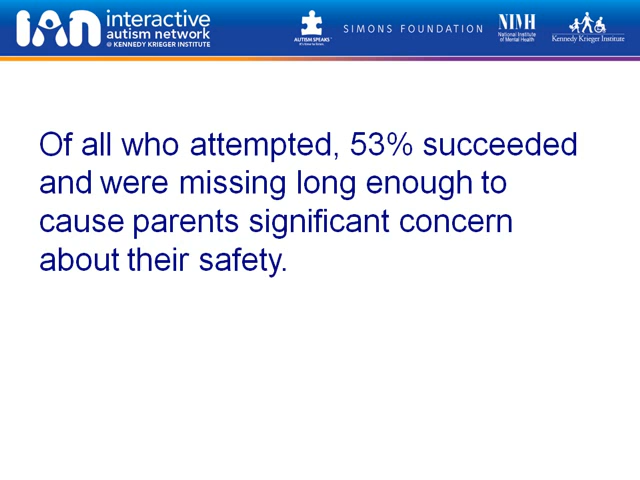 IAN interactive
autism network
@ KENNEDY KRIEGER INSTITUTE
AUTISM SPEAKS
SIMONS FOUNDATION
NIMH
National Institute
of Mental Health
Kennedy Krieger Institute
Of all who attempted, 53% succeeded
and were missing long enough to
cause parents significant concern
about their safety.